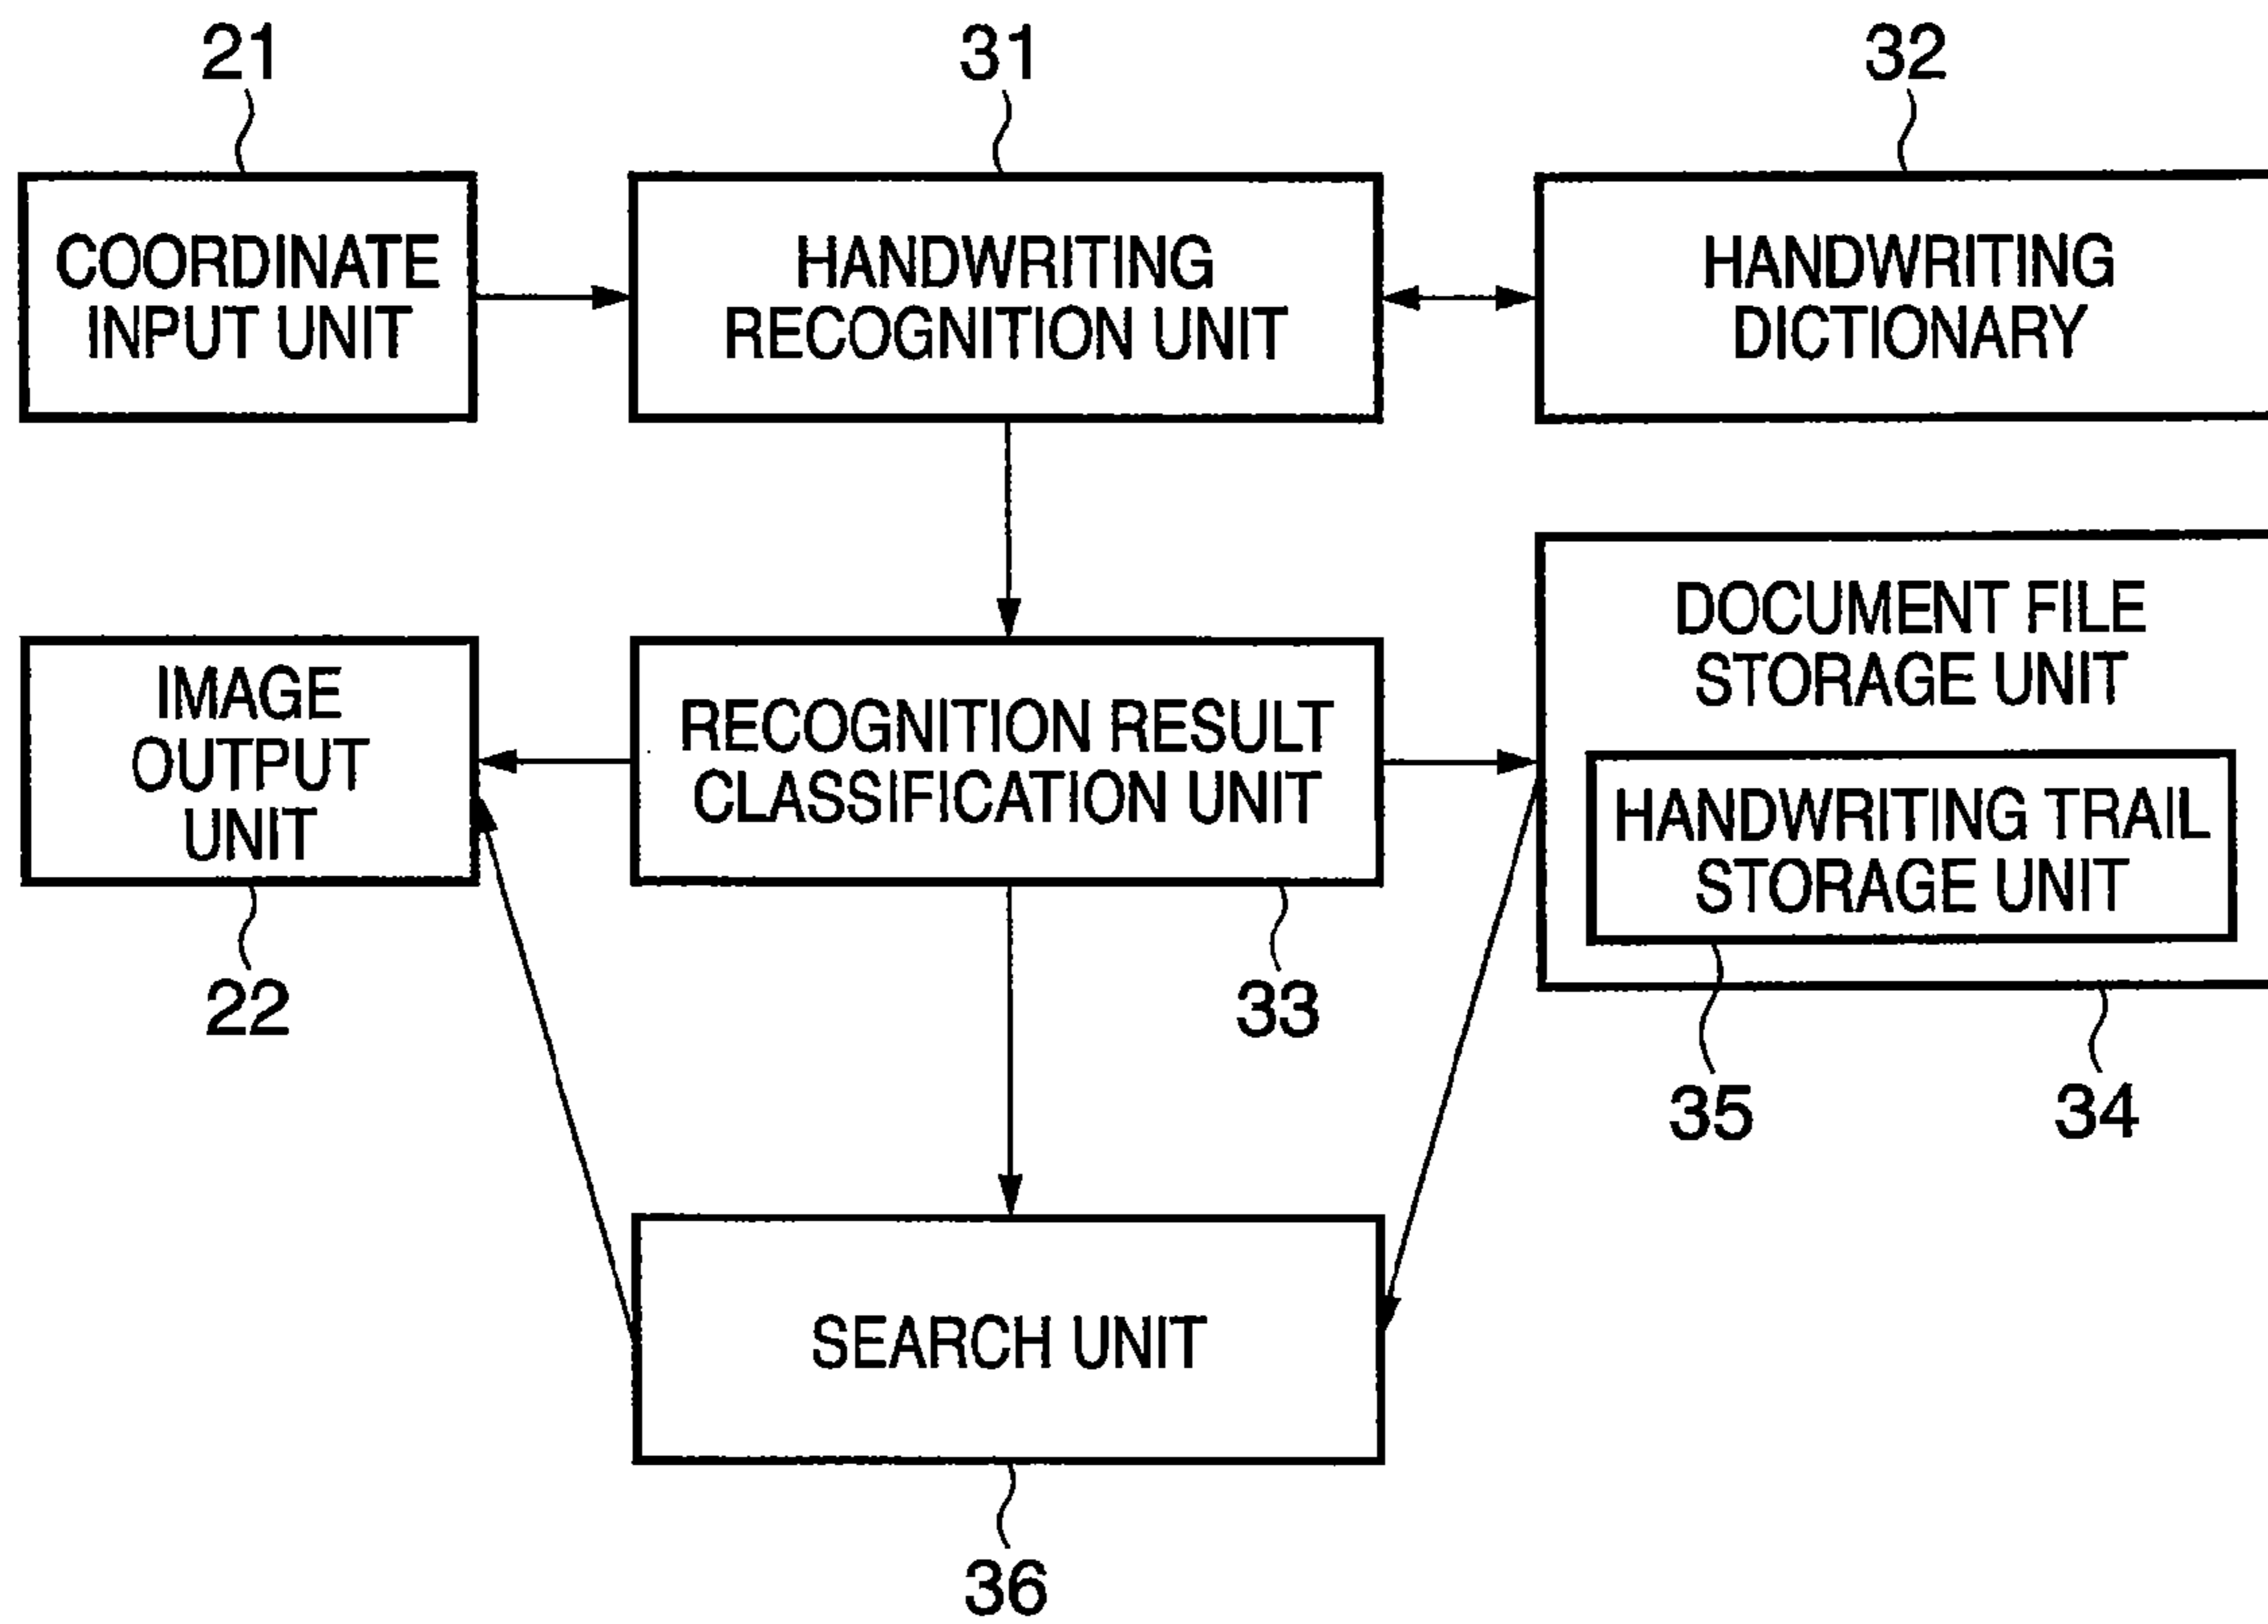 21
31
32
COORDINATE
INPUT UNIT
HANDWRITING
RECOGNITION UNIT
HANDWRITING
DICTIONARY
IMAGE
OUTPUT
UNIT
RECOGNITION RESULT
CLASSIFICATION UNIT
DOCUMENT FILE
STORAGE UNIT
HANDWRITING TRAIL
STORAGE UNIT
22
33
35
34
SEARCH UNIT
36